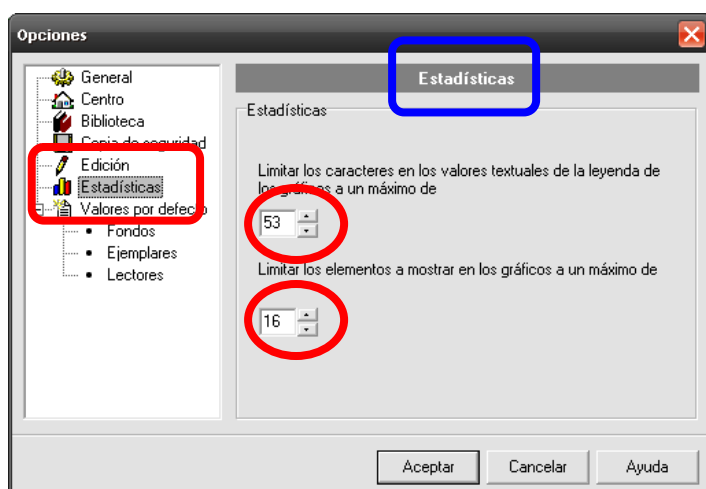 Opciones
General
Centro
Biblioteca
Copia de seguridad
Edición
Estadísticas
Valores por defecto
Fondos
Ejemplares
Lectores
Estadísticas
Estadísticas
Limitar los caracteres en los valores textuales de la leyenda de
los gráficos a un máximo de
53
Limitar los elementos a mostrar en los gráficos a un máximo de
16
Aceptar
Cancelar
Ayuda